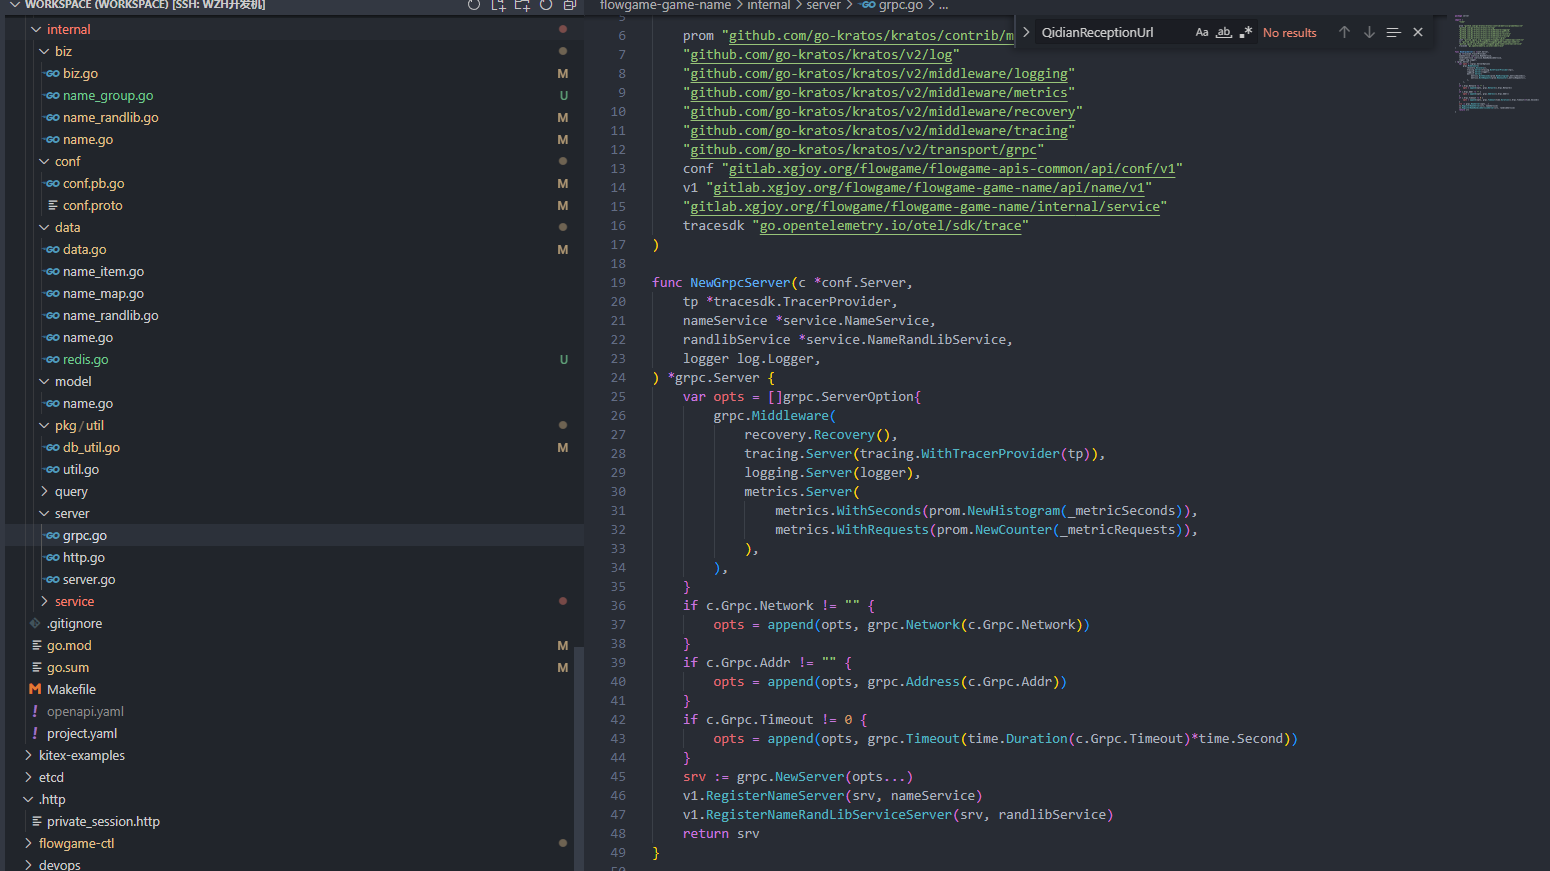 WORKSPACE (WORKSPACE) [SSH: WZH开发机]
internal
biz
biz.go M
name_group.go U
name_randlib.go M
name.go M
conf
conf.pb.go M
conf.proto M
data
data.go M
name_item.go
name_map.go
name_randlib.go
name.go
redis.go U
model
name.go
pkg / util
db_util.go M
util.go
query
server
grpc.go
http.go
server.go
service
.gitignore
go.mod M
go.sum M
Makefile
openapi.yaml
project.yaml
kitex-examples
etcd
.http
private_session.http
flowgame-ctl
devops
flowgame-game-name > internal > server > grpc.go > ...
QidianReceptionUrl Aa ab .* No results
5
6 prom "github.com/go-kratos/kratos/contrib/m
7 "github.com/go-kratos/kratos/v2/log"
8 "github.com/go-kratos/kratos/v2/middleware/logging"
9 "github.com/go-kratos/kratos/v2/middleware/metrics"
10 "github.com/go-kratos/kratos/v2/middleware/recovery"
11 "github.com/go-kratos/kratos/v2/middleware/tracing"
12 "github.com/go-kratos/kratos/v2/transport/grpc"
13 conf "gitlab.xgjoy.org/flowgame/flowgame-apis-common/api/conf/v1"
14 v1 "gitlab.xgjoy.org/flowgame/flowgame-game-name/api/name/v1"
15 "gitlab.xgjoy.org/flowgame/flowgame-game-name/internal/service"
16 tracesdk "go.opentelemetry.io/otel/sdk/trace"
17 )
18
19 func NewGrpcServer(c *conf.Server,
20 tp *tracesdk.TracerProvider,
21 nameService *service.NameService,
22 randlibService *service.NameRandLibService,
23 logger log.Logger,
24 ) *grpc.Server {
25 var opts = []grpc.ServerOption{
26 grpc.Middleware(
27 recovery.Recovery(),
28 tracing.Server(tracing.WithTracerProvider(tp)),
29 logging.Server(logger),
30 metrics.Server(
31 metrics.WithSeconds(prom.NewHistogram(_metricSeconds)),
32 metrics.WithRequests(prom.NewCounter(_metricRequests)),
33 ),
34 ),
35 }
36 if c.Grpc.Network != "" {
37 opts = append(opts, grpc.Network(c.Grpc.Network))
38 }
39 if c.Grpc.Addr != "" {
40 opts = append(opts, grpc.Address(c.Grpc.Addr))
41 }
42 if c.Grpc.Timeout != 0 {
43 opts = append(opts, grpc.Timeout(time.Duration(c.Grpc.Timeout)*time.Second))
44 }
45 srv := grpc.NewServer(opts...)
46 v1.RegisterNameServer(srv, nameService)
47 v1.RegisterNameRandLibServiceServer(srv, randlibService)
48 return srv
49 }